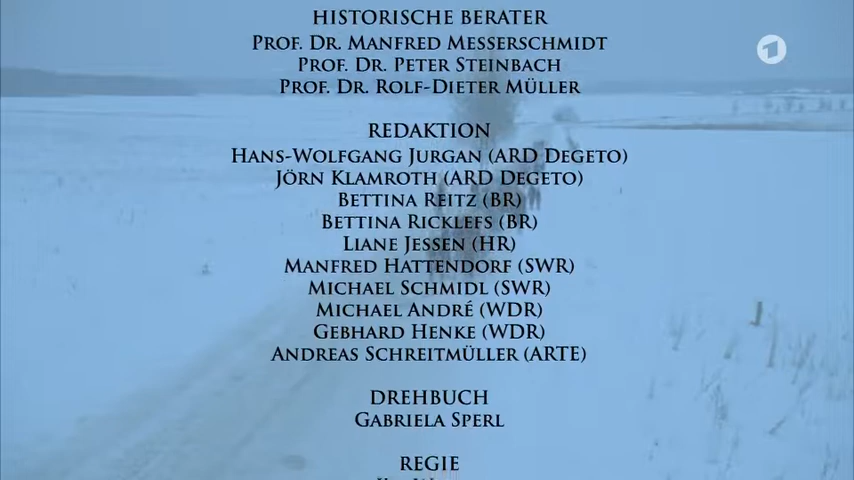 HISTORISCHE BERATER
PROF. DR. MANFRED MESSERSCHMIDT
PROF. DR. PETER STEINBACH
PROF. DR. ROLF-DIETER MÜLLER
REDAKTION
HANS-WOLFGANG JURGAN (ARD DEGETO)
JÖRN KLAMROTH (ARD DEGETO)
BETTINA REITZ (BR)
BETTINA RICKLEFS (BR)
LIANE JESSEN (HR)
MANFRED HATTENDORF (SWR)
MICHAEL SCHMIDL (SWR)
MICHAEL ANDRÉ (WDR)
GEBHARD HENKE (WDR)
ANDREAS SCHREITMÜLLER (ARTE)
DREHBUCH
GABRIELA SPERL
REGIE
1